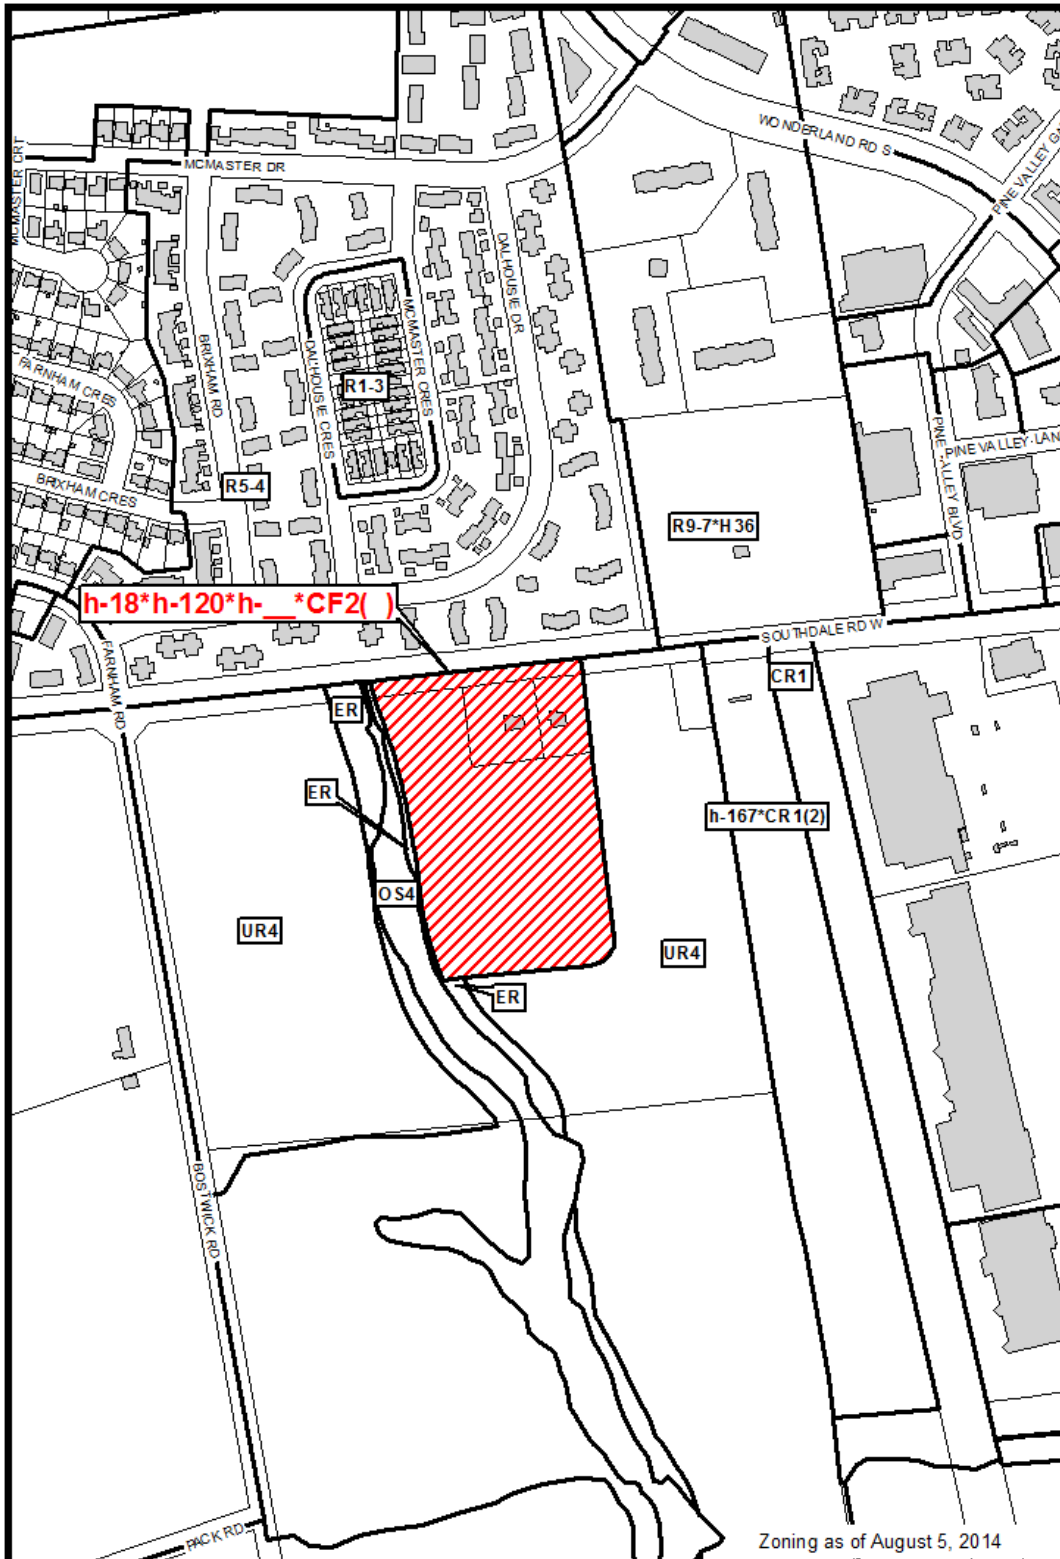 WONDERLAND RD S
MCMASTER DR
MCMASTER CRT
PINE VALLEY
DALHOUSIE DR
MCMASTER CRES
BRIXHAM RD
DALHOUSIE CRES
R1-3
FARNHAM CRES
PINE VALLEY BLVD
PINE VALLEY LAN
BRIXHAM CRES
R5-4
R9-7*H36
h-18*h-120*h-__*CF2( )
SOUTHDALE RD W
FARNHAM RD
CR1
ER
ER
h-167*CR1(2)
OS4
UR4
UR4
ER
BOSTWICK RD
PACK RD
Zoning as of August 5, 2014